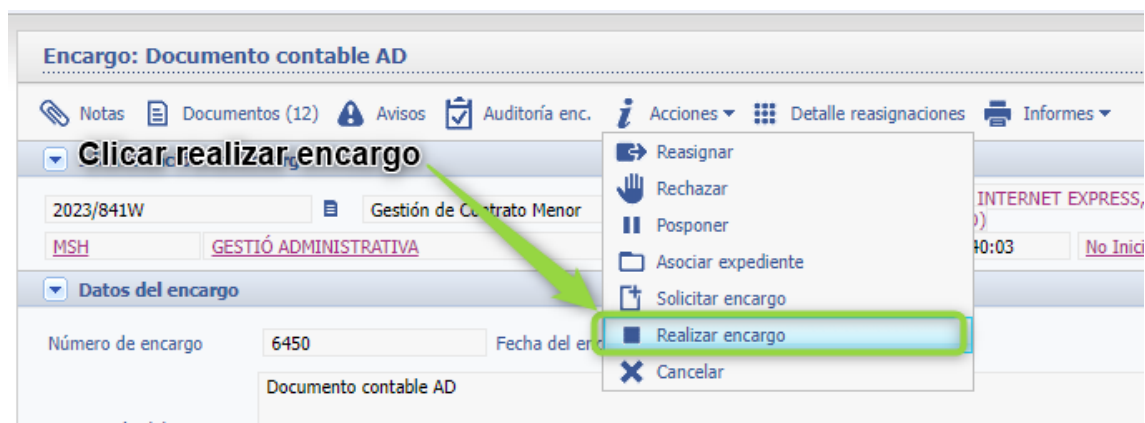 Encargo: Documento contable AD
Notas Documentos (12) Avisos Auditoría enc. Acciones Detalle reasignaciones Informes
Clicar realizar encargo
Reasignar
Rechazar
2023/841W Gestión de Contrato Menor INTERNET EXPRESS,
Posponer
MSH GESTIÓ ADMINISTRATIVA 40:03 No Inici
Asociar expediente
Datos del encargo
Solicitar encargo
Número de encargo 6450 Fecha del enc
Realizar encargo
Cancelar
Documento contable AD